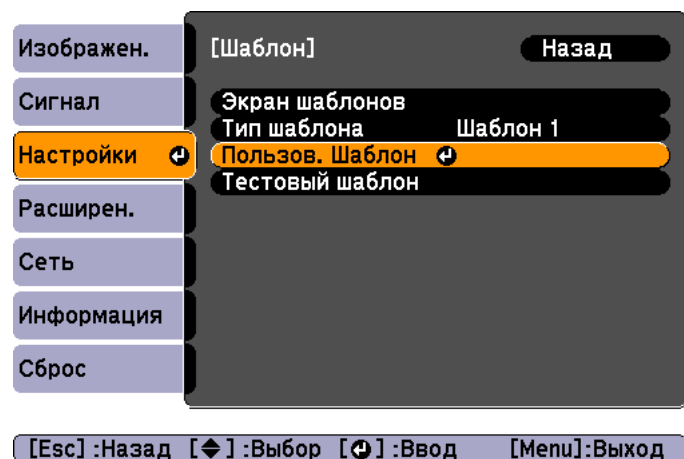 Изображен.
Сигнал
Настройки
Расширен.
Сеть
Информация
Сброс
[Шаблон] Назад
Экран шаблонов
Тип шаблона Шаблон 1
Пользов. Шаблон
Тестовый шаблон
[Esc] :Назад [ ] :Выбор [ ] :Ввод [Menu]:Выход